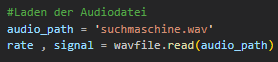 #Laden der Audiodatei
audio_path = 'suchmaschine.wav'
rate , signal = wavfile.read(audio_path)